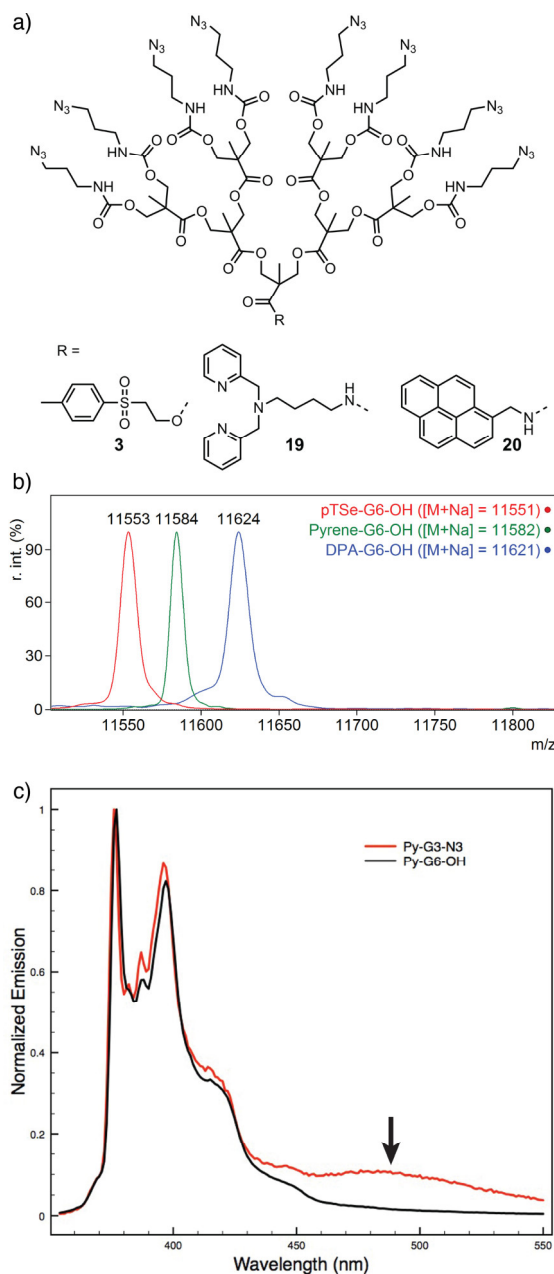 a)
N3 N3
N3 N3
N3 HN O O NH N3
NH O O HN
N3 O O O O O O N3
NH O O O O HN
O O O O O O
NH O O O O HN
O O O O O O O O
O O O O
O O O O
O O
O
R
R =
N
O
S
O
O
3
N
N
N
H
N
19
N
H
20
b)
r. int. (%)
90
60
30
0
11553 11584 11624
pTSe-G6-OH ([M+Na] = 11551)
Pyrene-G6-OH ([M+Na] = 11582)
DPA-G6-OH ([M+Na] = 11621)
11550 11600 11650 11700 11750 11800
m/z
c)
Normalized Emission
1
0.8
0.6
0.4
0.2
0
Py-G3-N3
Py-G6-OH
400 450 500 550
Wavelength (nm)